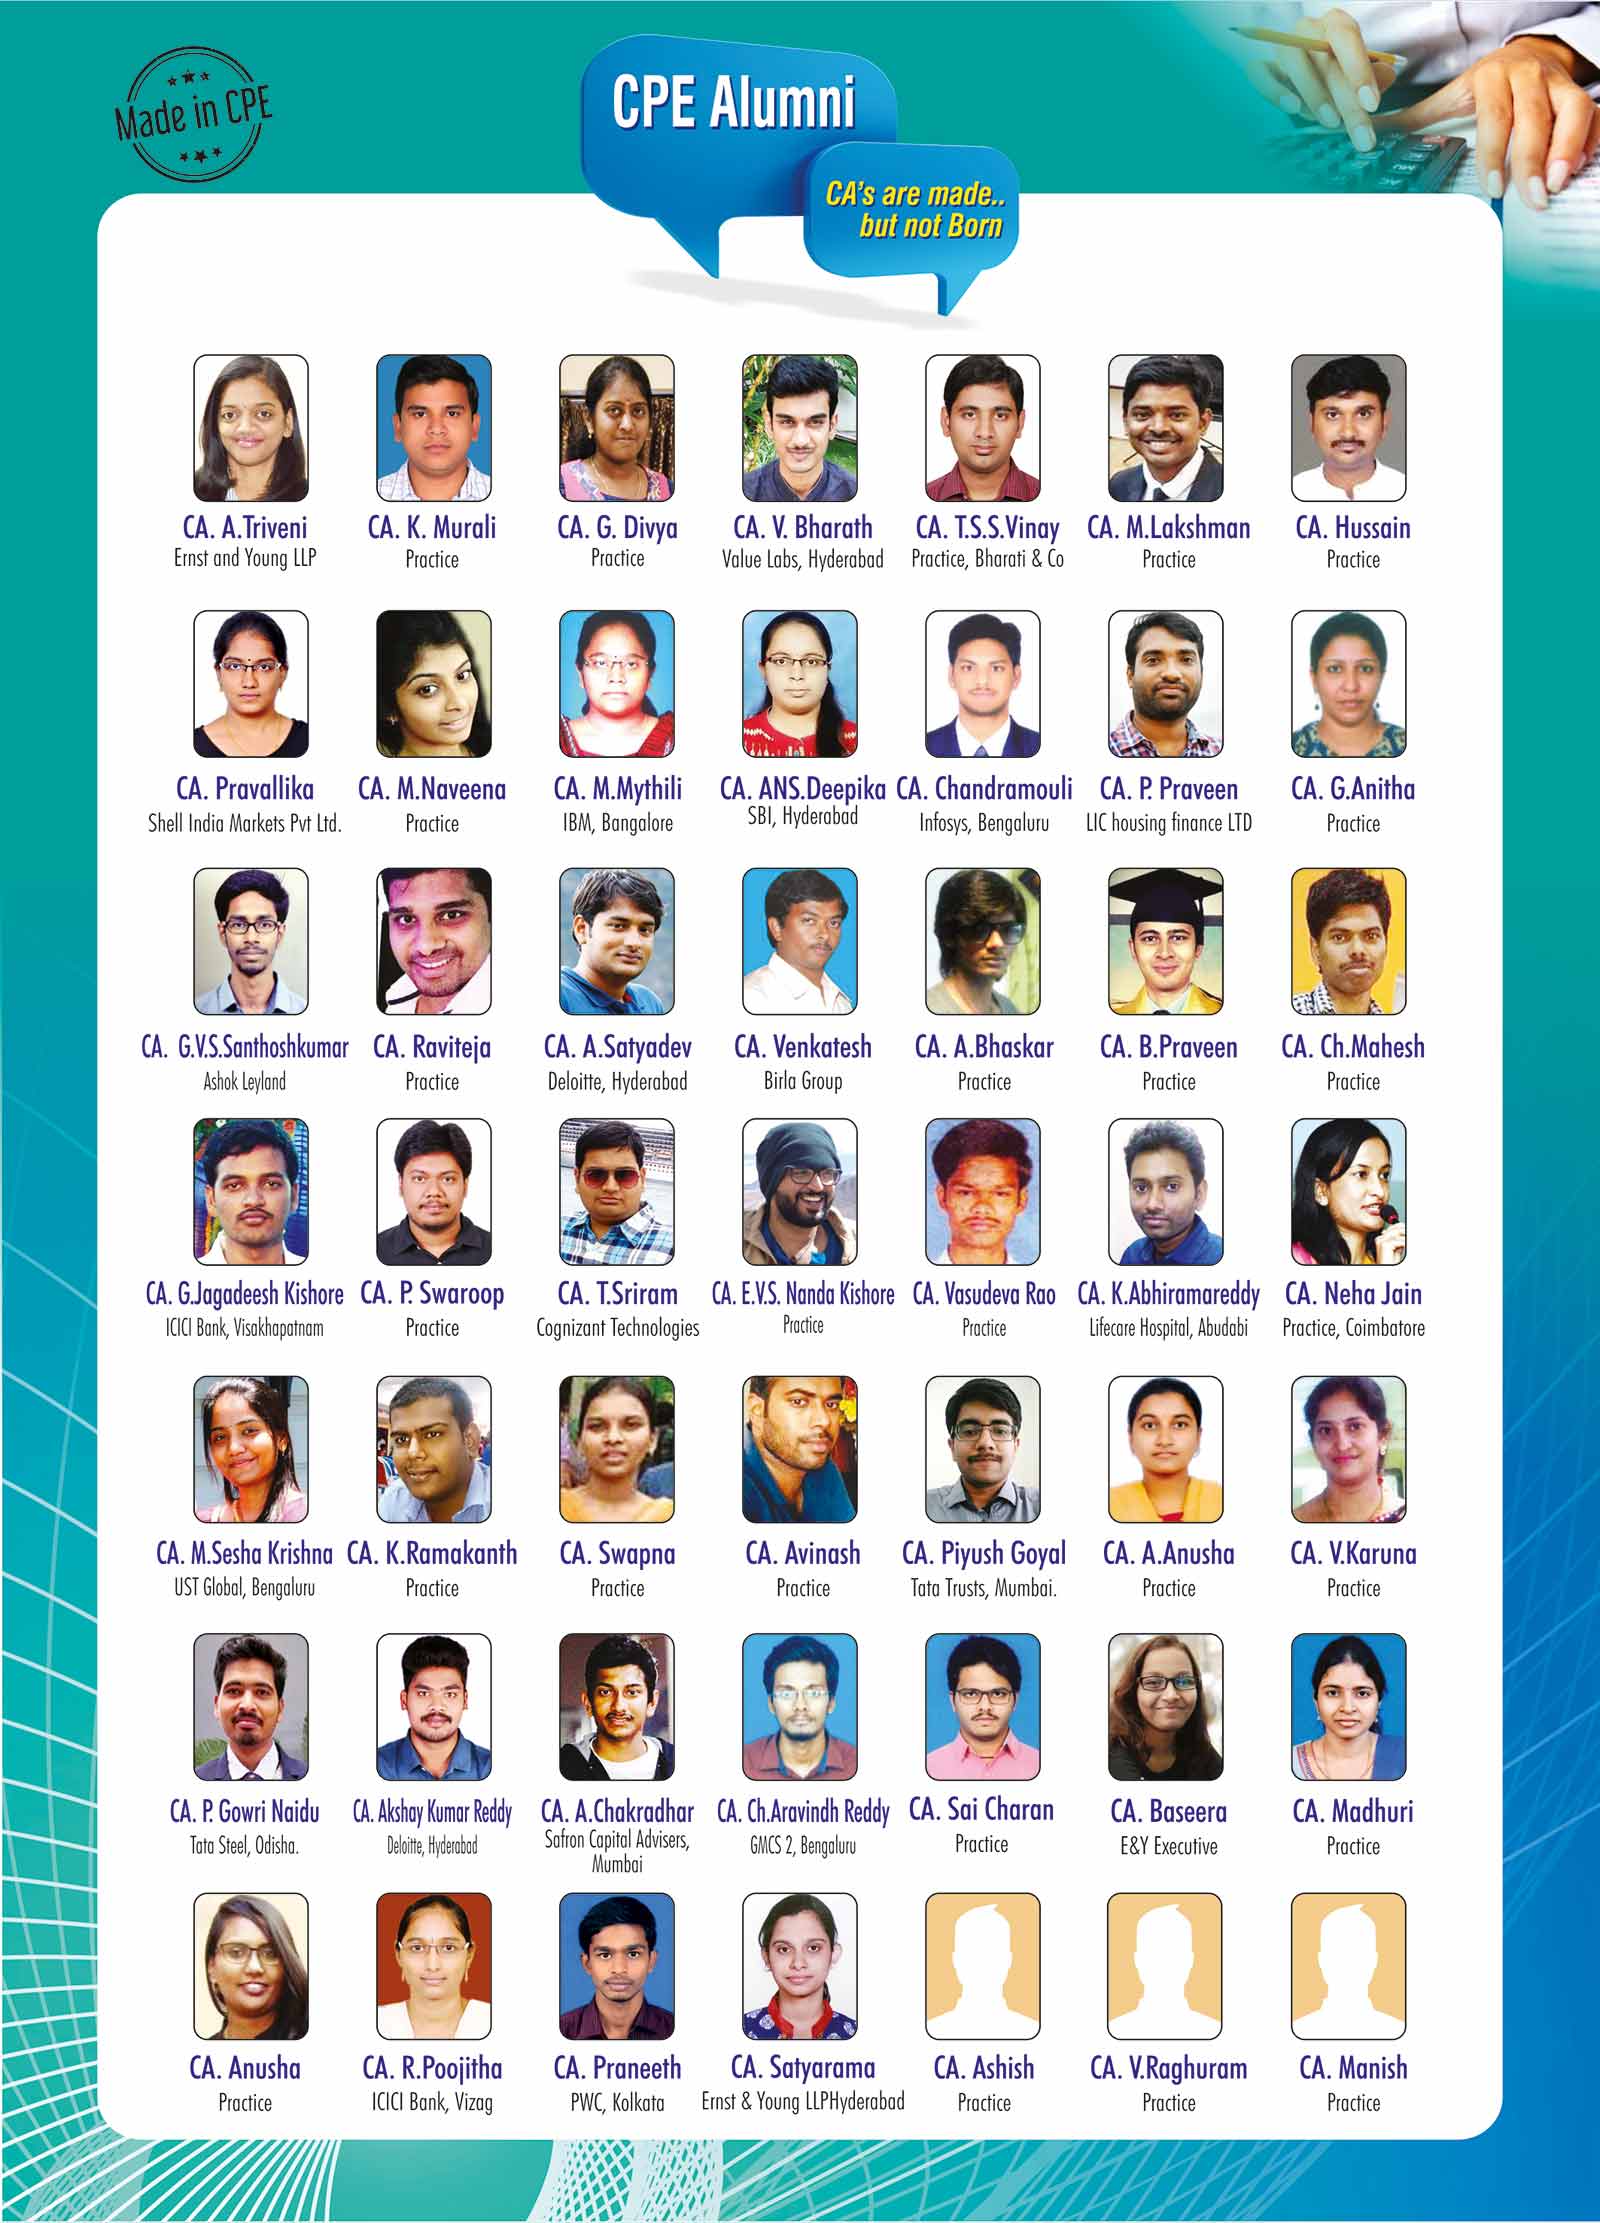 Made in CPE
CPE Alumni
CA's are made..
but not Born
CA. A.Triveni
Ernst and Young LLP
CA. K. Murali
Practice
CA. G. Divya
Practice
CA. V. Bharath
Value Labs, Hyderabad
CA. T.S.S.Vinay
Practice, Bharati & Co
CA. M.Lakshman
Practice
CA. Hussain
Practice
CA. Pravallika
Shell India Markets Pvt Ltd.
CA. M.Naveena
Practice
CA. M.Mythili
IBM, Bangalore
CA. ANS.Deepika
SBI, Hyderabad
CA. Chandramouli
Infosys, Bengaluru
CA. P. Praveen
LIC housing finance LTD
CA. G.Anitha
Practice
CA. G.V.S.Santhoshkumar
Ashok Leyland
CA. Raviteja
Practice
CA. A.Satyadev
Deloitte, Hyderabad
CA. Venkatesh
Birla Group
CA. A.Bhaskar
Practice
CA. B.Praveen
Practice
CA. Ch.Mahesh
Practice
CA. G.Jagadeesh Kishore
ICICI Bank, Visakhapatnam
CA. P. Swaroop
Practice
CA. T.Sriram
Cognizant Technologies
CA. E.V.S. Nanda Kishore
Practice
CA. Vasudeva Rao
Practice
CA. K.Abhiramareddy
Lifecare Hospital, Abudabi
CA. Neha Jain
Practice, Coimbatore
CA. M.Sesha Krishna
UST Global, Bengaluru
CA. K.Ramakanth
Practice
CA. Swapna
Practice
CA. Avinash
Practice
CA. Piyush Goyal
Tata Trusts, Mumbai.
CA. A.Anusha
Practice
CA. V.Karuna
Practice
CA. P. Gowri Naidu
Tata Steel, Odisha.
CA. Akshay Kumar Reddy
Deloitte, Hyderabad
CA. A.Chakradhar
Safron Capital Advisers,
Mumbai
CA. Ch.Aravindh Reddy
GMCS 2, Bengaluru
CA. Sai Charan
Practice
CA. Baseera
E&Y Executive
CA. Madhuri
Practice
CA. Anusha
Practice
CA. R.Poojitha
ICICI Bank, Vizag
CA. Praneeth
PWC, Kolkata
CA. Satyarama
Ernst & Young LLPHyderabad
CA. Ashish
Practice
CA. V.Raghuram
Practice
CA. Manish
Practice